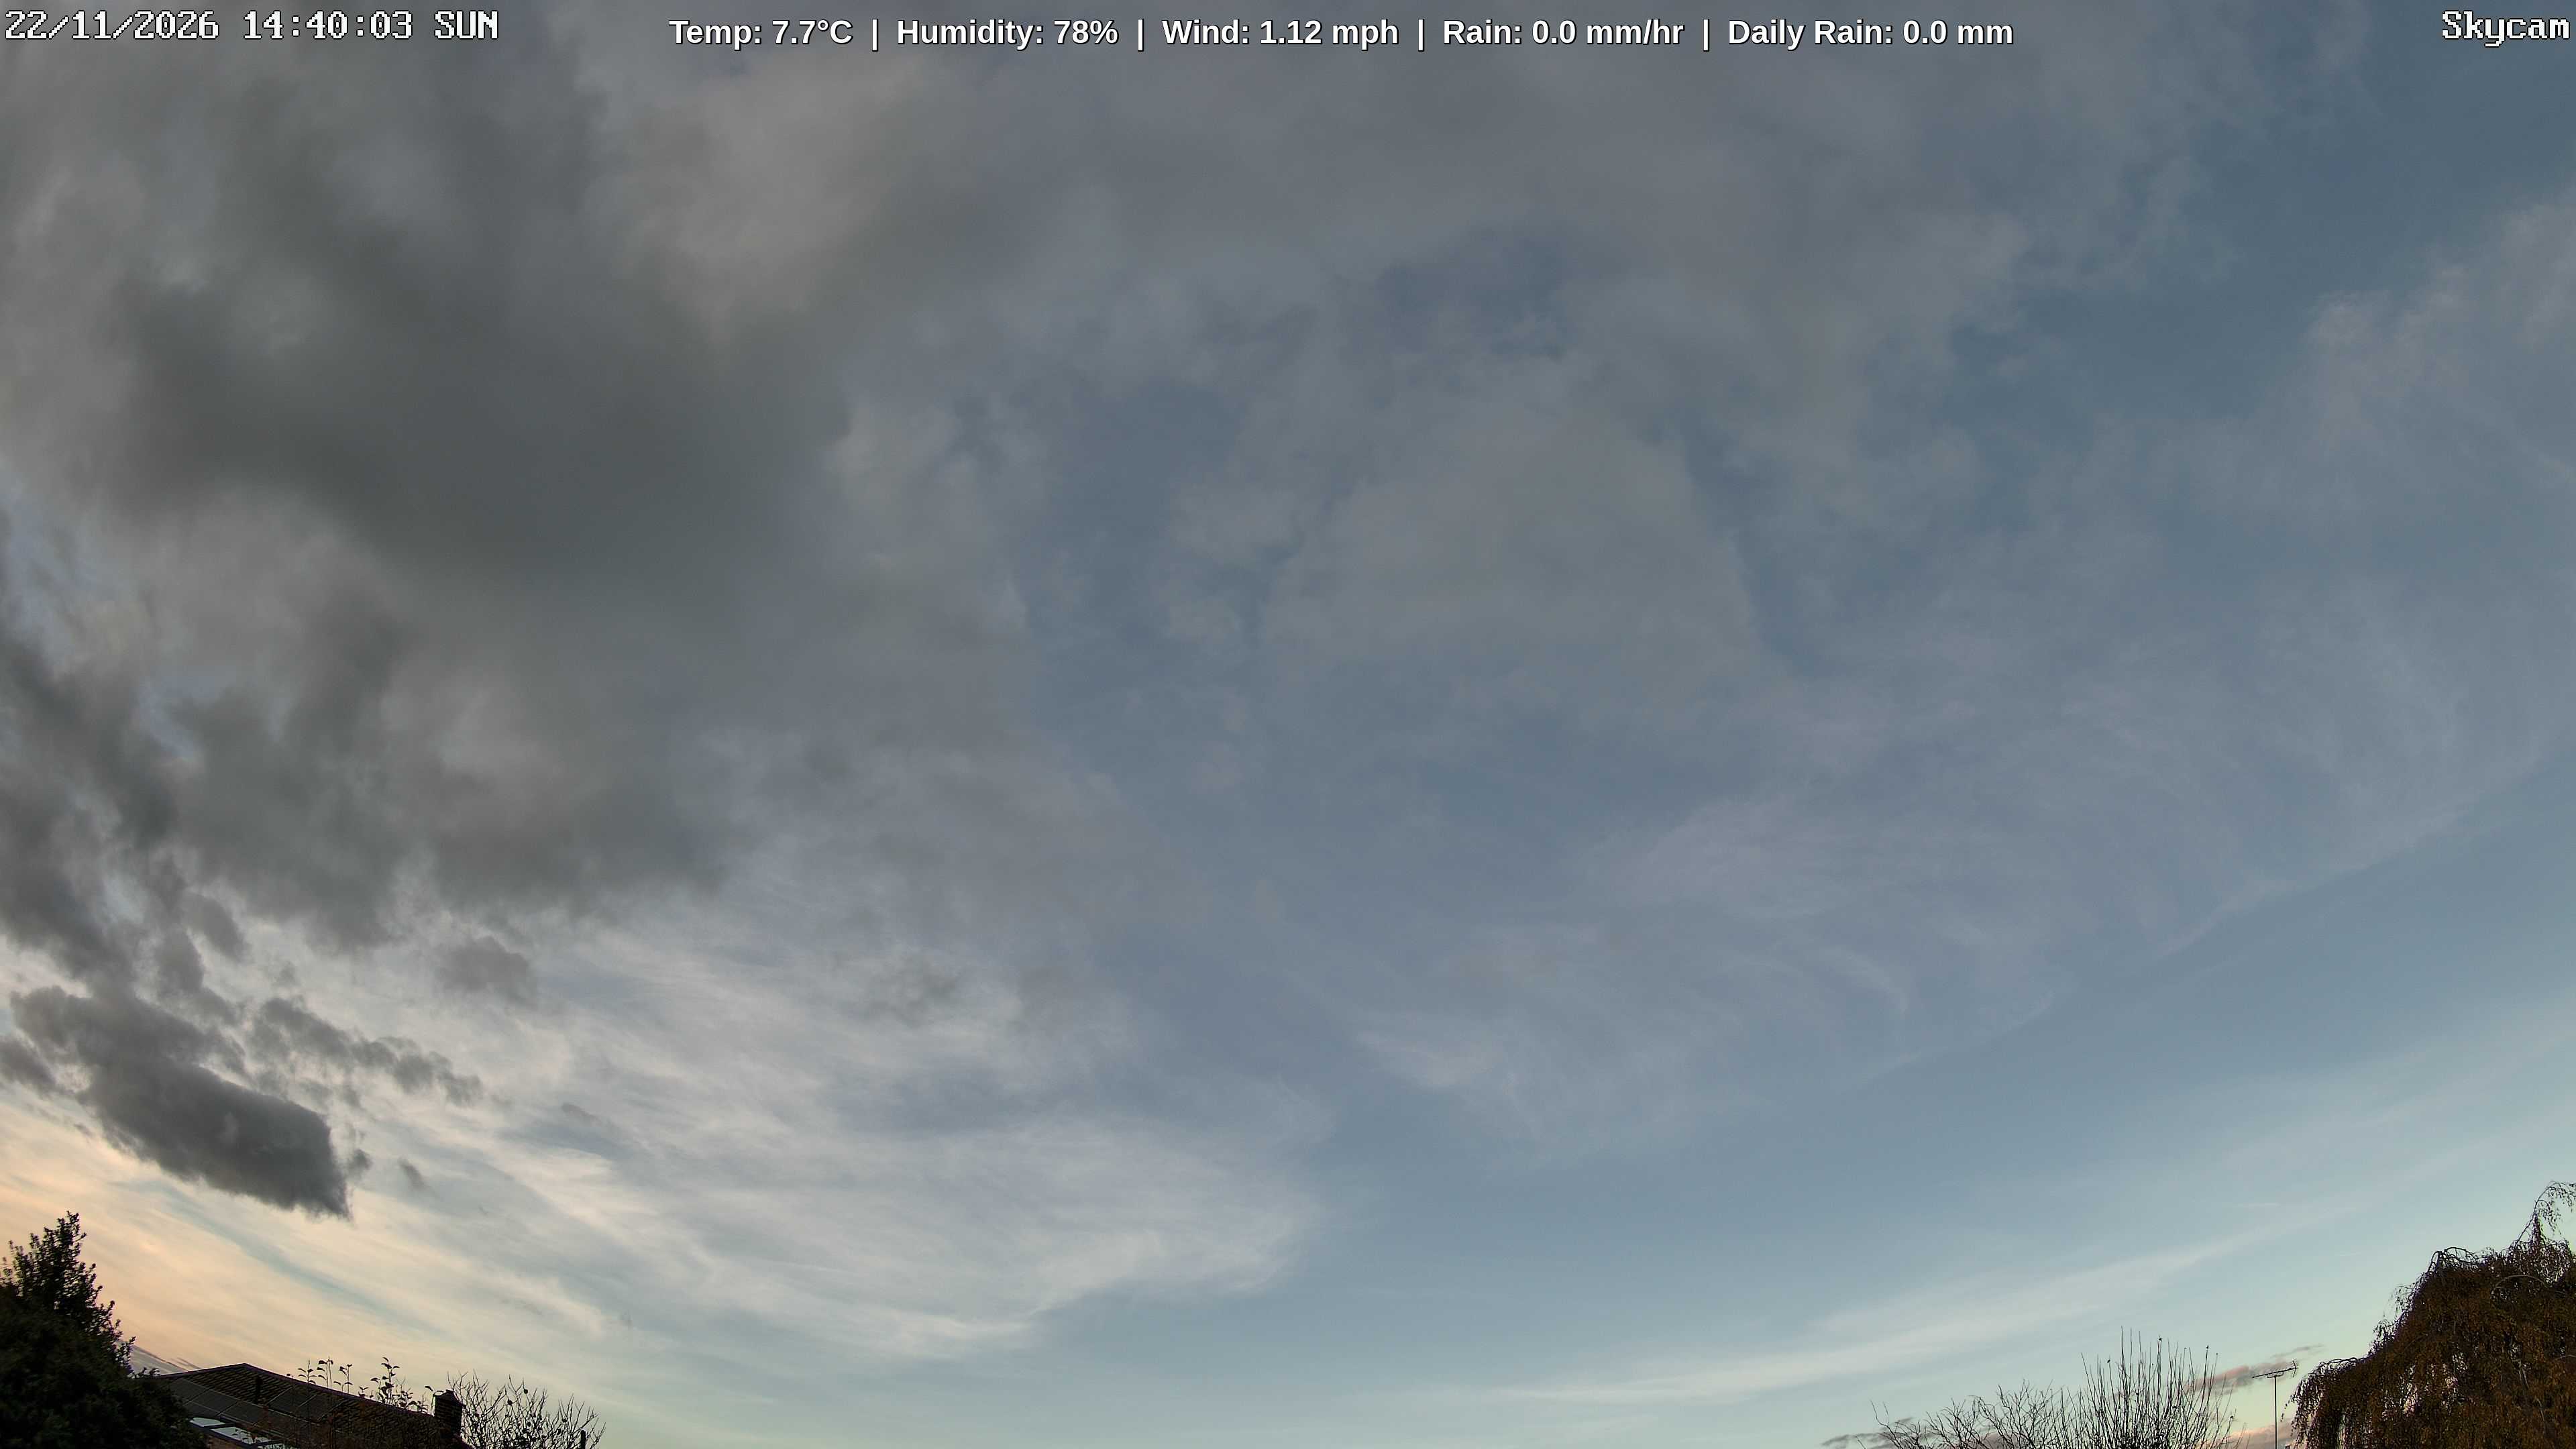 22/11/2026 14:40:03 SUN
Temp: 7.7°C | Humidity: 78% | Wind: 1.12 mph | Rain: 0.0 mm/hr | Daily Rain: 0.0 mm
Skycam